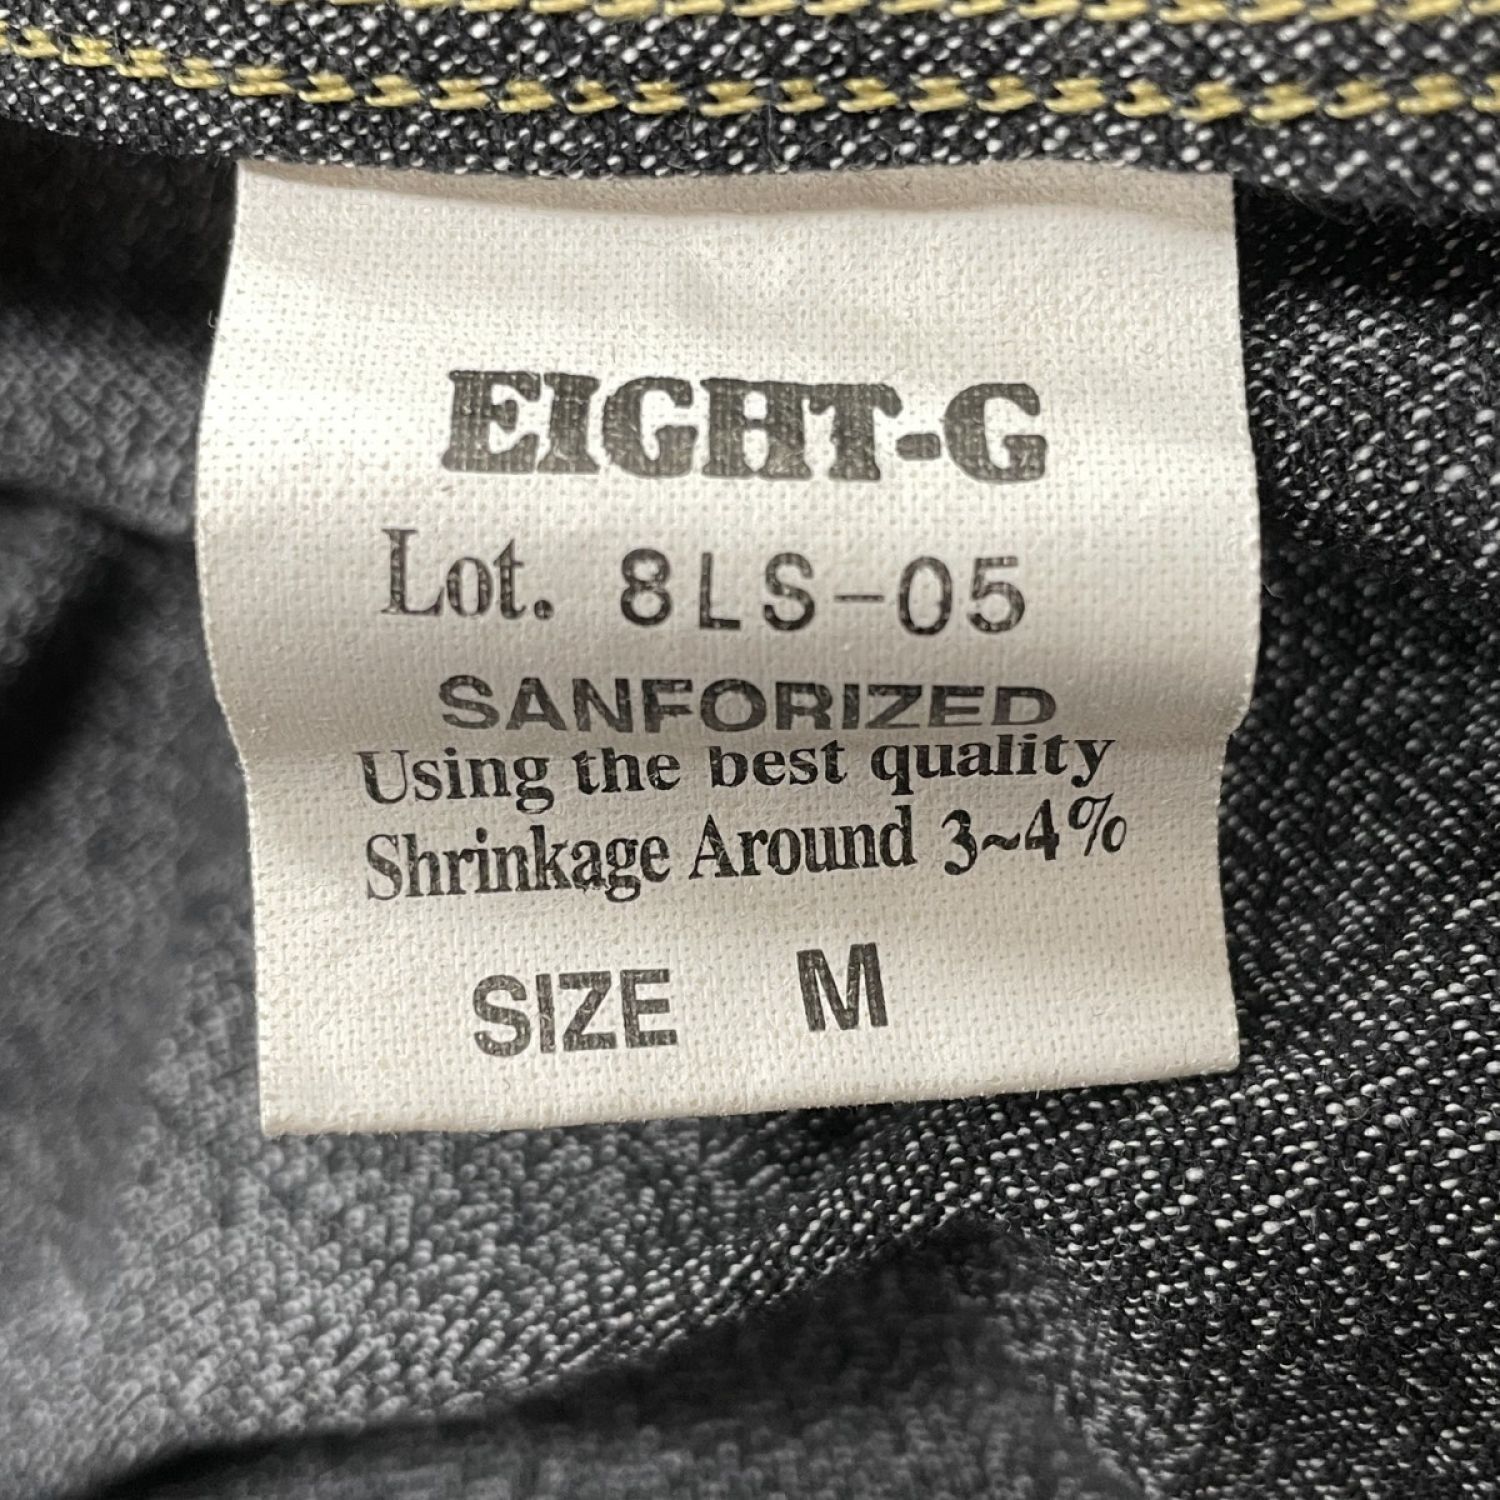 EIGHT-G
Lot. 8LS-05
SANFORIZED
Using the best quality
Shrinkage Around 3~4%
SIZE M